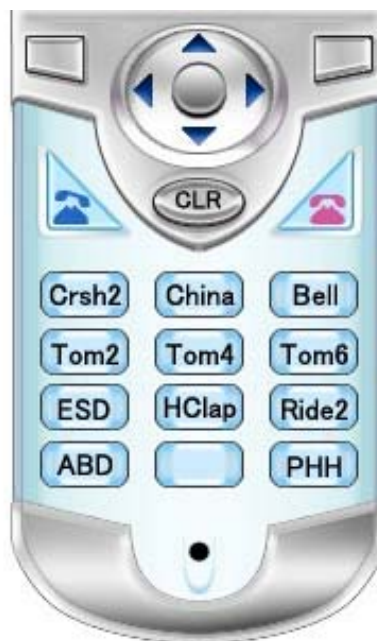 CLR
Crsh2 China Bell
Tom2 Tom4 Tom6
ESD HClap Ride2
ABD PHH